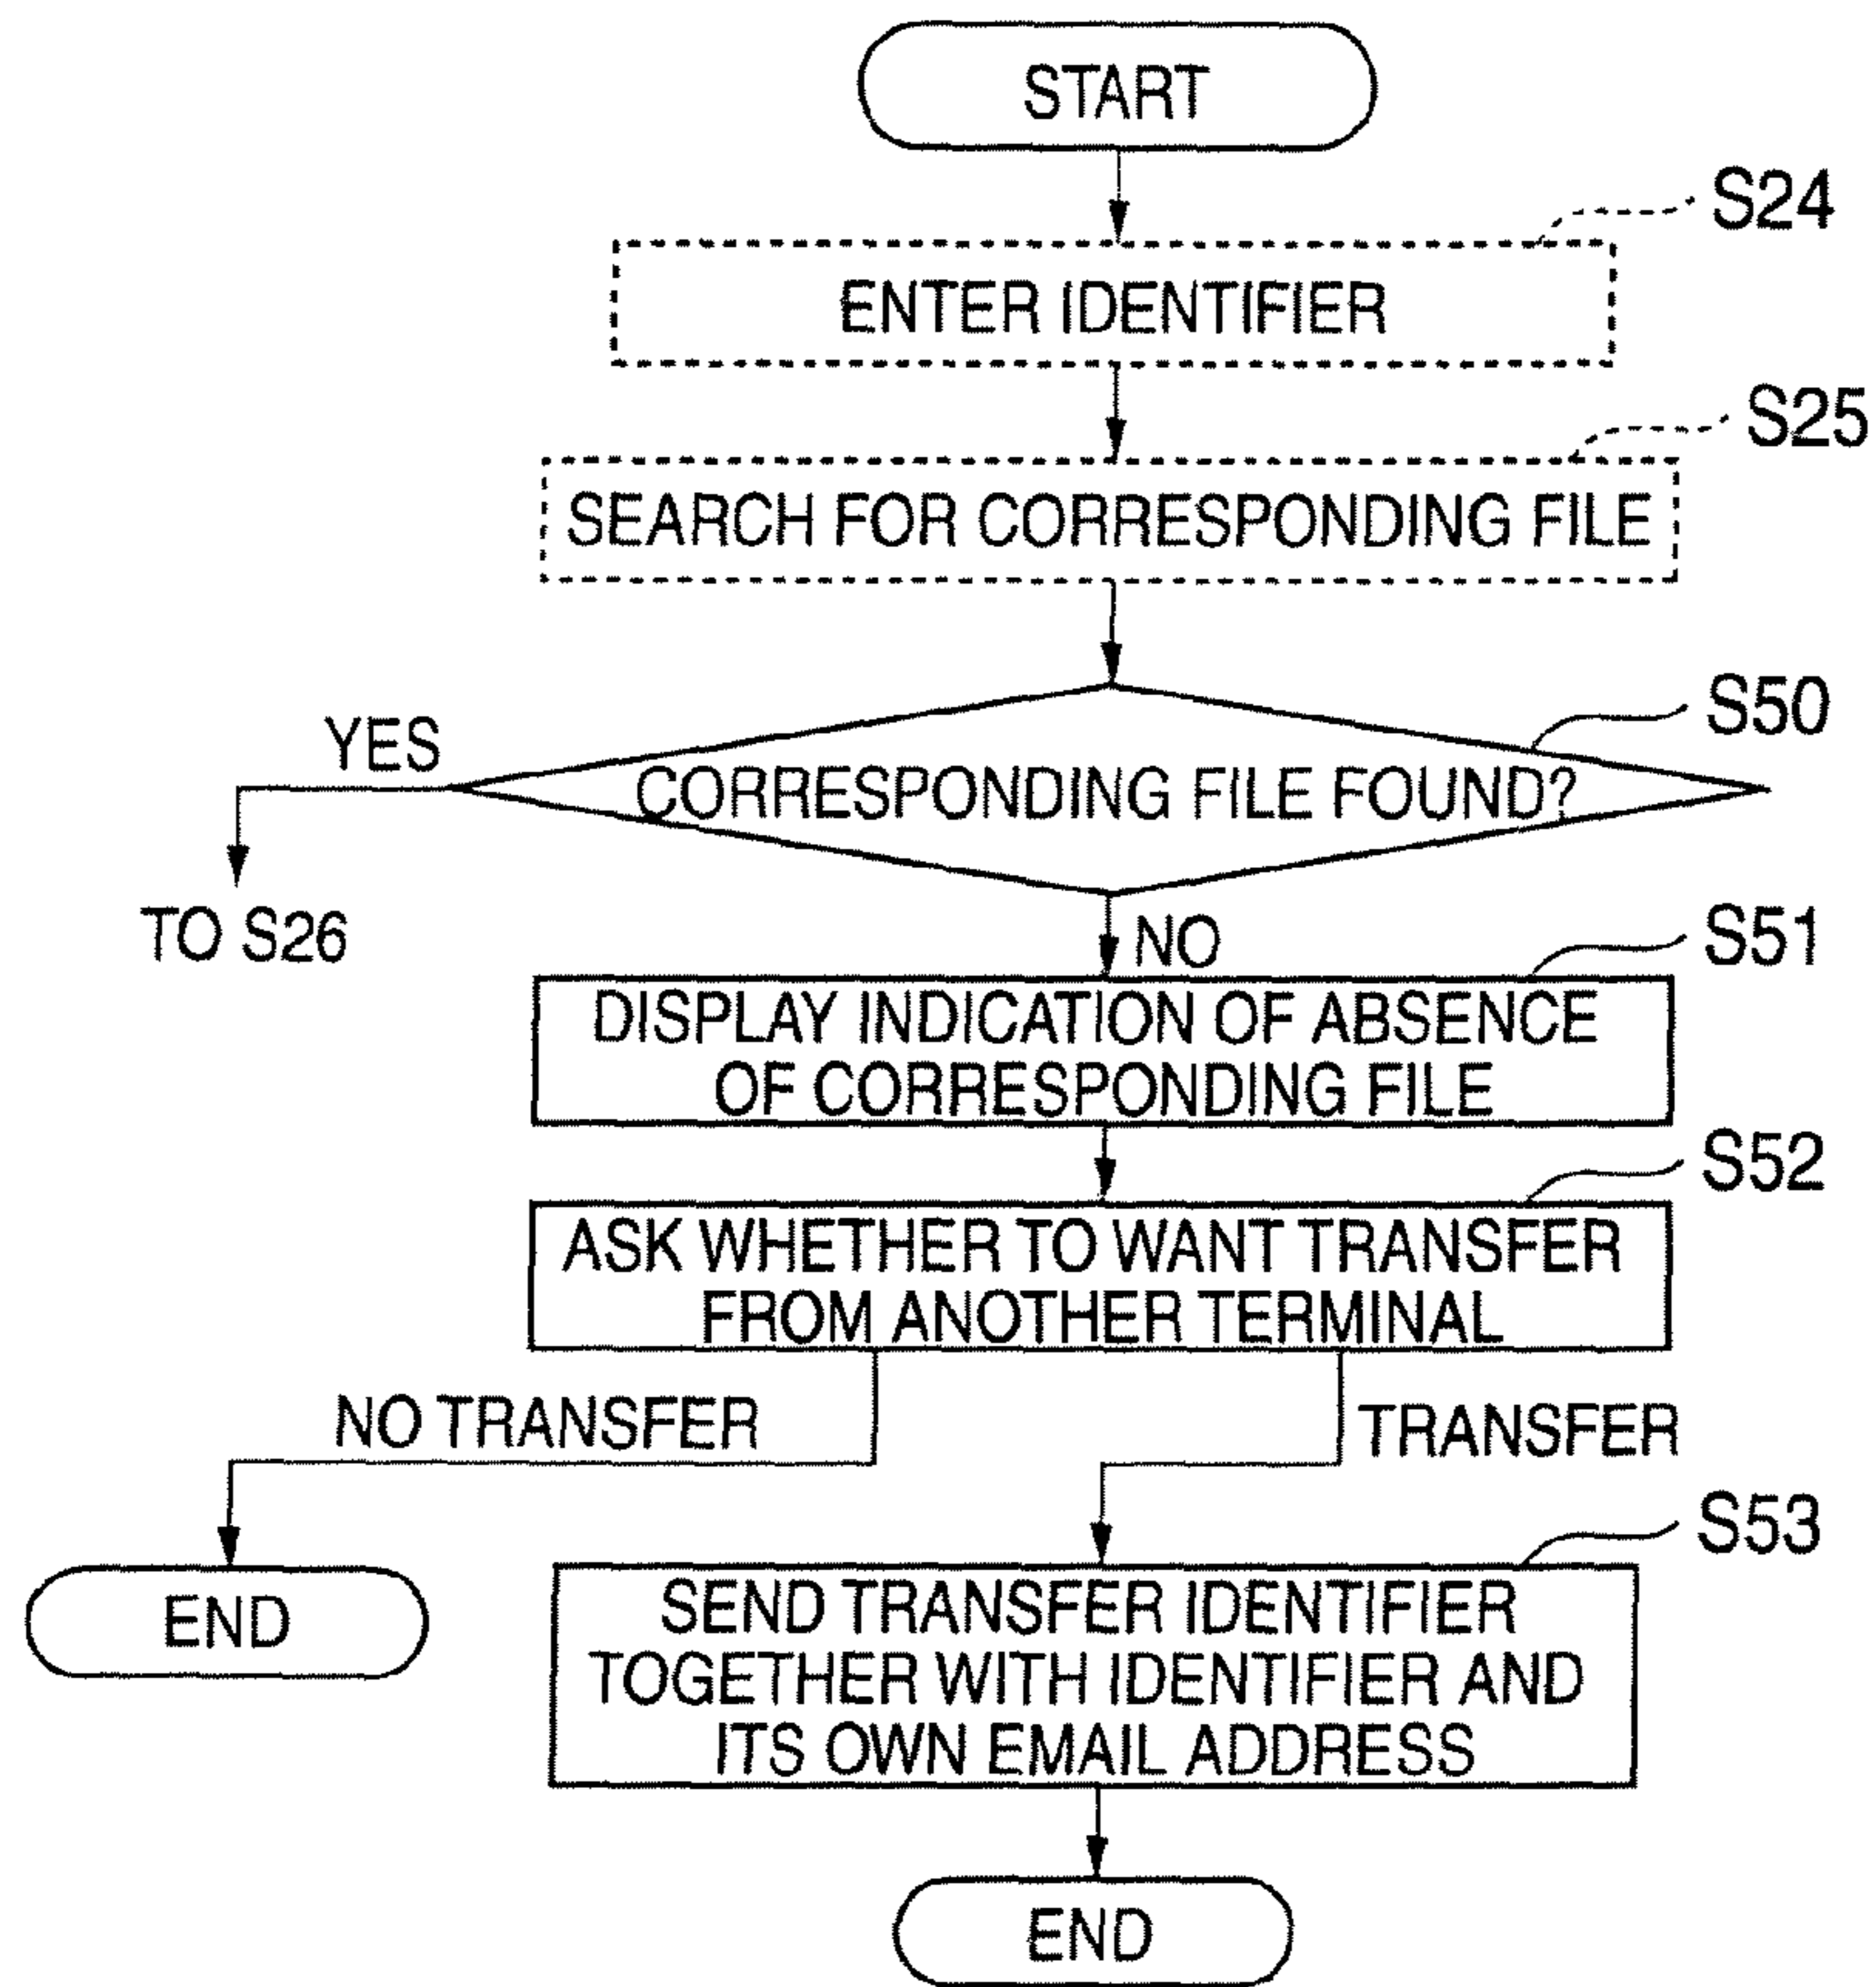 START
S24
ENTER IDENTIFIER
S25
SEARCH FOR CORRESPONDING FILE
S50
YES
CORRESPONDING FILE FOUND?
TO S26
NO
S51
DISPLAY INDICATION OF ABSENCE
OF CORRESPONDING FILE
S52
ASK WHETHER TO WANT TRANSFER
FROM ANOTHER TERMINAL
NO TRANSFER
TRANSFER
S53
END
SEND TRANSFER IDENTIFIER
TOGETHER WITH IDENTIFIER AND
ITS OWN EMAIL ADDRESS
END